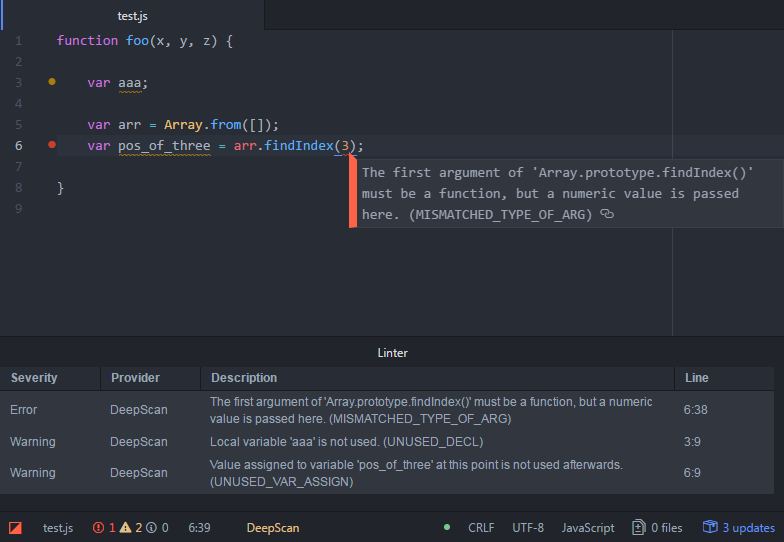 test.js
1 function foo(x, y, z) {
2
3 var aaa;
4
5 var arr = Array.from([]);
6 var pos_of_three = arr.findIndex(3);
The first argument of 'Array.prototype.findIndex()'
must be a function, but a numeric value is passed
here. (MISMATCHED_TYPE_OF_ARG)
7
8 }
9
Linter
Severity Provider Description Line
Error DeepScan The first argument of 'Array.prototype.findIndex()' must be a function, but a numeric 6:38
value is passed here. (MISMATCHED_TYPE_OF_ARG)
Warning DeepScan Local variable 'aaa' is not used. (UNUSED_DECL) 3:9
Warning DeepScan Value assigned to variable 'pos_of_three' at this point is not used afterwards. 6:9
(UNUSED_VAR_ASSIGN)
test.js 1 2 0 6:39 DeepScan CRLF UTF-8 JavaScript 0 files 3 updates